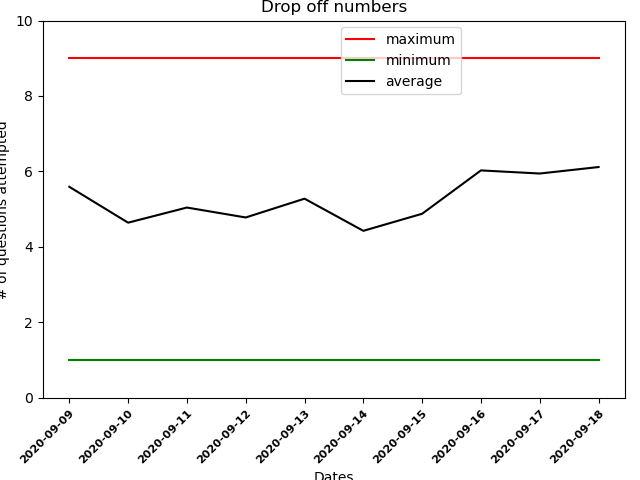 Drop off numbers
maximum
minimum
average
# of questions attempted
10
8
6
4
2
0
2020-09-09
2020-09-10
2020-09-11
2020-09-12
2020-09-13
2020-09-14
2020-09-15
2020-09-16
2020-09-17
2020-09-18
Dates